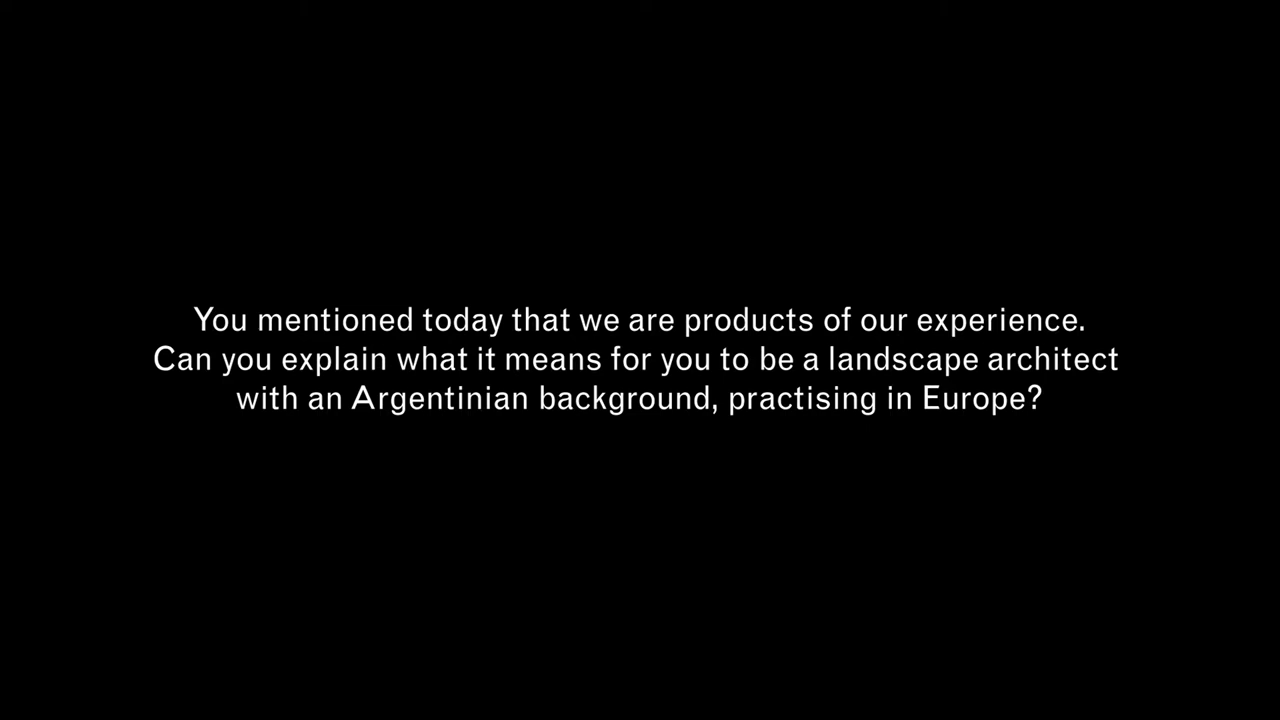 You mentioned today that we are products of our experience.
Can you explain what it means for you to be a landscape architect
with an Argentinian background, practising in Europe?